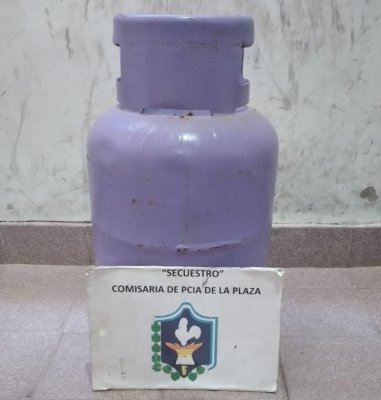 "SECUESTRO"
COMISARIA DE PCIA DE LA PLAZA